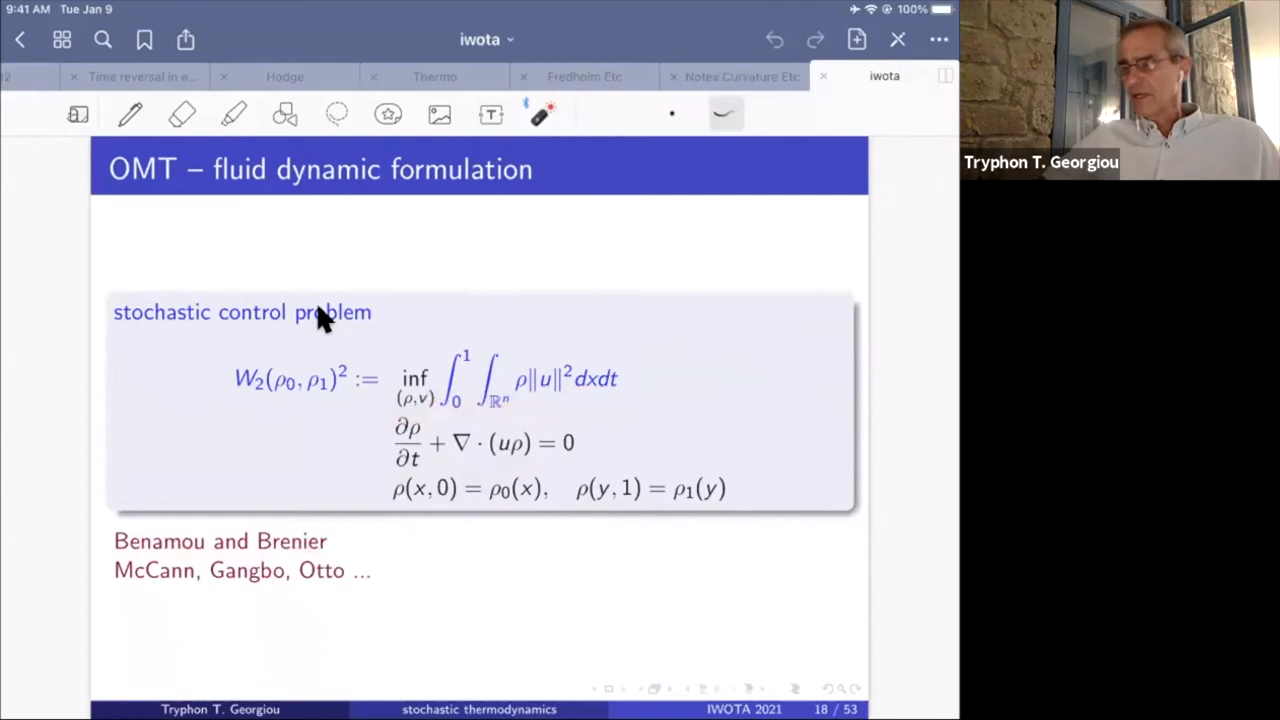 9:41 AM Tue Jan 9
100%
iwota
12
Time reversal in e...
Hodge
Thermo
Fredholm Etc
Notes Curvature Etc
iwota
T
OMT – fluid dynamic formulation
Tryphon T. Georgiou
stochastic control problem
W₂(ρ₀, ρ₁)² := inf_{(ρ,v)} ∫₀¹ ∫_{ℝⁿ} ρ‖u‖² dxdt
∂ρ/∂t + ∇ · (uρ) = 0
ρ(x, 0) = ρ₀(x), ρ(y, 1) = ρ₁(y)
Benamou and Brenier
McCann, Gangbo, Otto ...
Tryphon T. Georgiou
stochastic thermodynamics
IWOTA 2021
18 / 53